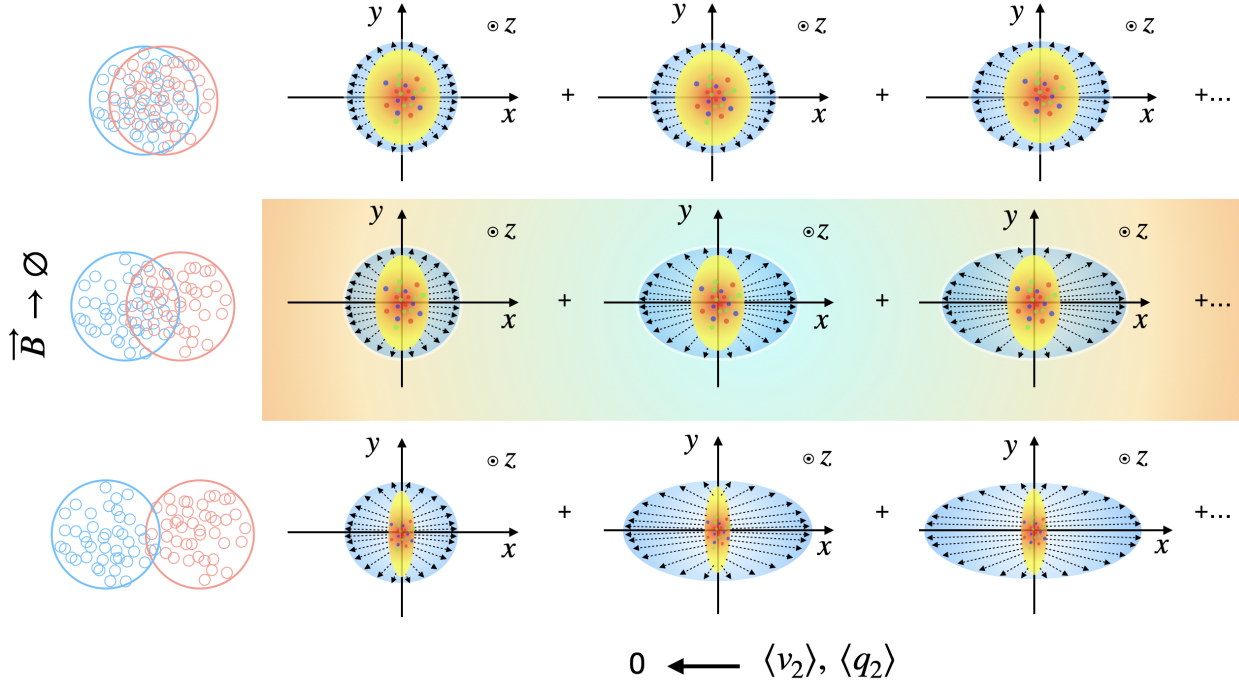 y ⊙ z x + y ⊙ z x + y ⊙ z x +...
B⃗ → ∅
y ⊙ z x + y ⊙ z x + y ⊙ z x +...
y ⊙ z x + y ⊙ z x + y ⊙ z x +...
0 ← ⟨v₂⟩, ⟨q₂⟩